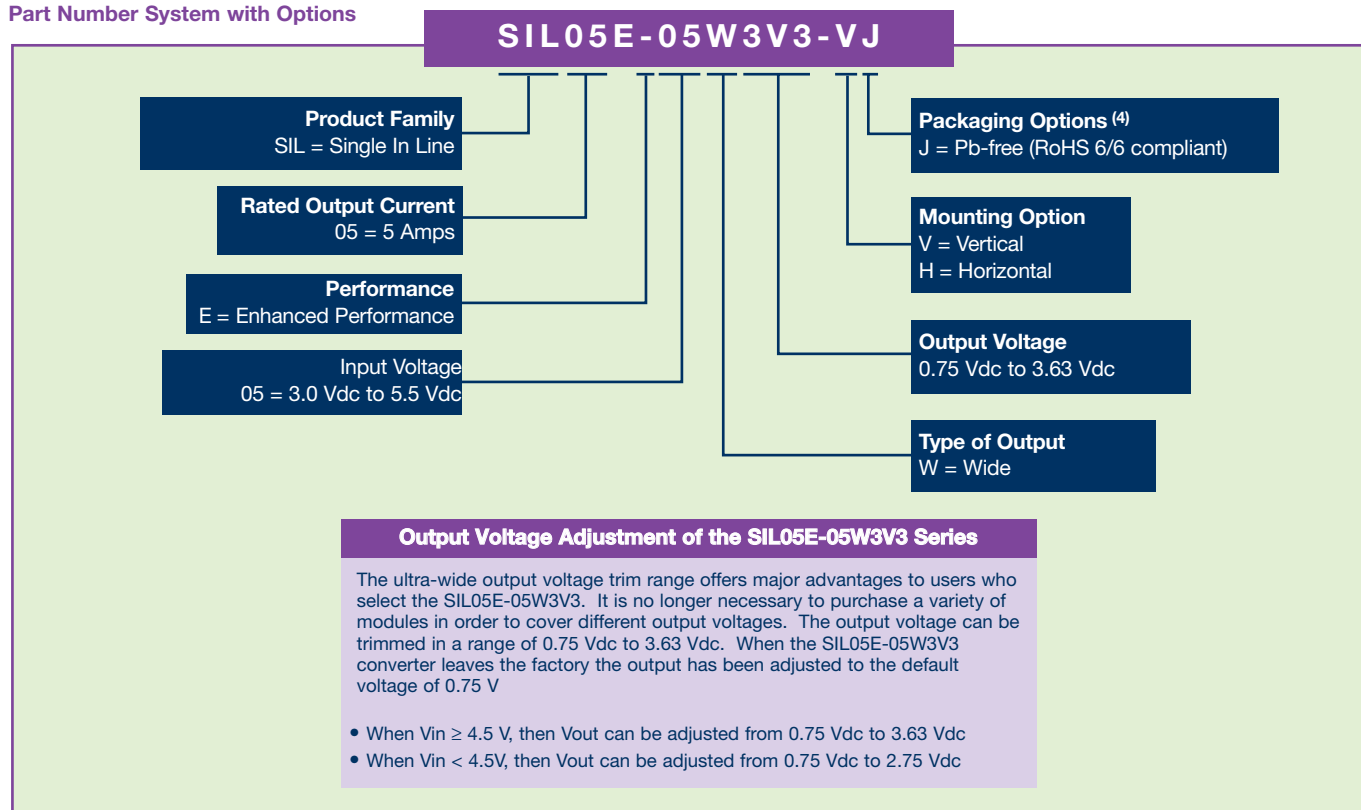 Part Number System with Options
SIL05E-05W3V3-VJ
Product Family
SIL = Single In Line
Rated Output Current
05 = 5 Amps
Performance
E = Enhanced Performance
Input Voltage
05 = 3.0 Vdc to 5.5 Vdc
Packaging Options (4)
J = Pb-free (RoHS 6/6 compliant)
Mounting Option
V = Vertical
H = Horizontal
Output Voltage
0.75 Vdc to 3.63 Vdc
Type of Output
W = Wide
Output Voltage Adjustment of the SIL05E-05W3V3 Series
The ultra-wide output voltage trim range offers major advantages to users who
select the SIL05E-05W3V3. It is no longer necessary to purchase a variety of
modules in order to cover different output voltages. The output voltage can be
trimmed in a range of 0.75 Vdc to 3.63 Vdc. When the SIL05E-05W3V3
converter leaves the factory the output has been adjusted to the default
voltage of 0.75 V
• When Vin ≥ 4.5 V, then Vout can be adjusted from 0.75 Vdc to 3.63 Vdc
• When Vin < 4.5V, then Vout can be adjusted from 0.75 Vdc to 2.75 Vdc